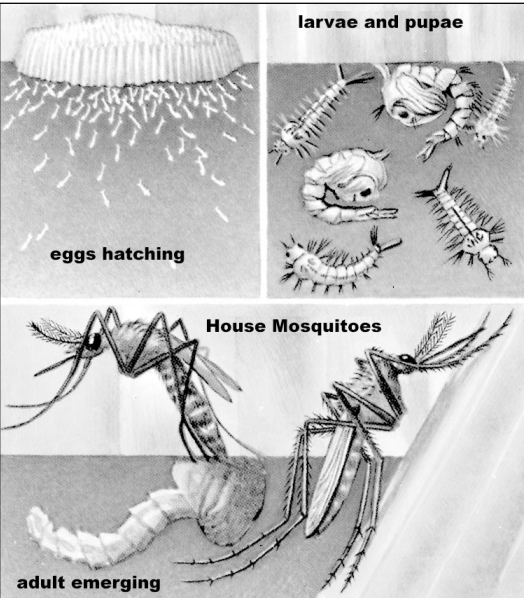 larvae and pupae
eggs hatching
House Mosquitoes
adult emerging